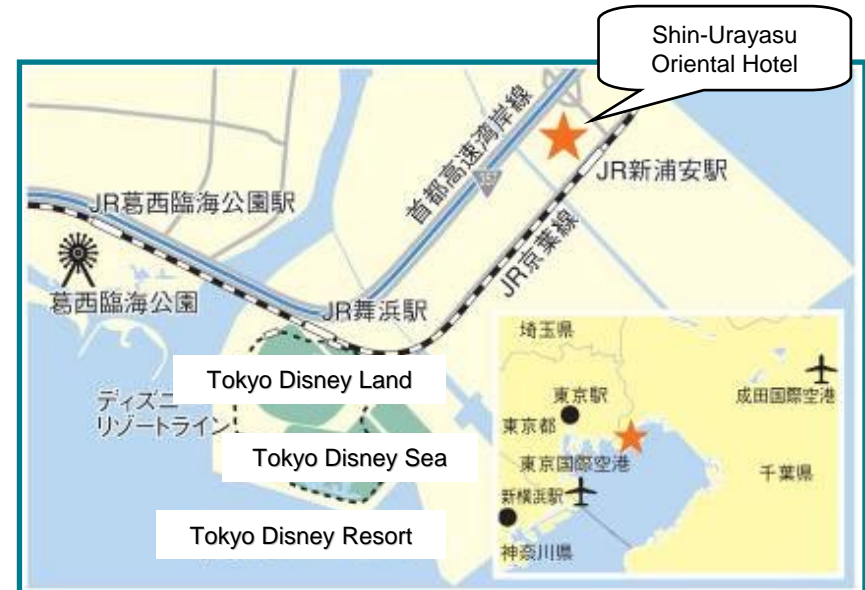 Shin-Urayasu
Oriental Hotel
首都高速湾岸線
357
JR新浦安駅
JR葛西臨海公園駅
JR京葉線
葛西臨海公園
JR舞浜駅
Tokyo Disney Land
ディズニー
リゾートライン
Tokyo Disney Sea
Tokyo Disney Resort
埼玉県
東京駅
成田国際空港
東京都
東京国際空港
千葉県
新横浜駅
神奈川県